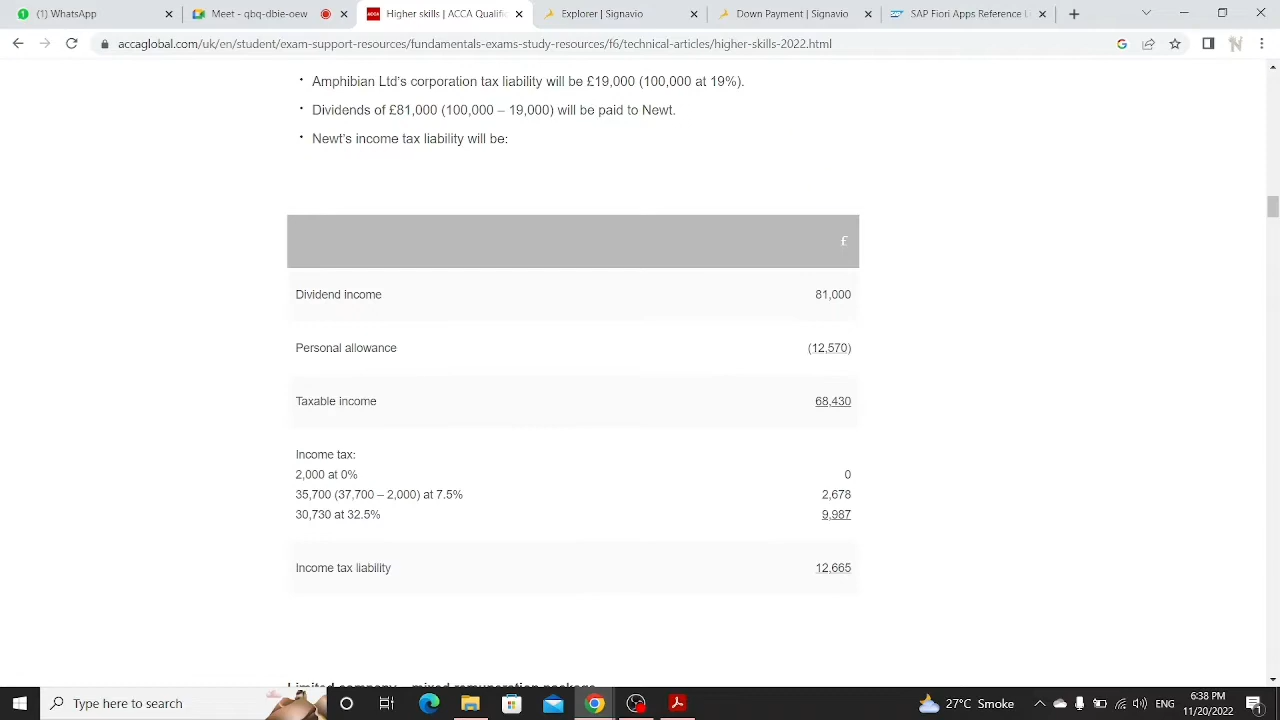 (1) WhatsApp
Meet - qbq-dbie-oew
Higher skills | ACCA Qualific
Explorer | Signavio
Down Payment | Signavio
SAP Fiori Apps Reference L
accaglobal.com/uk/en/student/exam-support-resources/fundamentals-exams-study-resources/f6/technical-articles/higher-skills-2022.html
• Amphibian Ltd's corporation tax liability will be £19,000 (100,000 at 19%).
• Dividends of £81,000 (100,000 – 19,000) will be paid to Newt.
• Newt's income tax liability will be:
£
Dividend income 81,000
Personal allowance (12,570)
Taxable income 68,430
Income tax:
2,000 at 0% 0
35,700 (37,700 – 2,000) at 7.5% 2,678
30,730 at 32.5% 9,987
Income tax liability 12,665
Limited company – mixed remuneration package
Type here to search
27°C Smoke
ENG
6:38 PM
11/20/2022